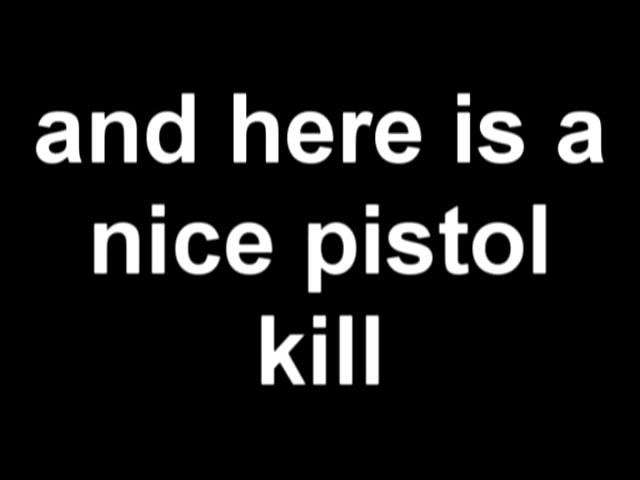 and here is a
nice pistol
kill